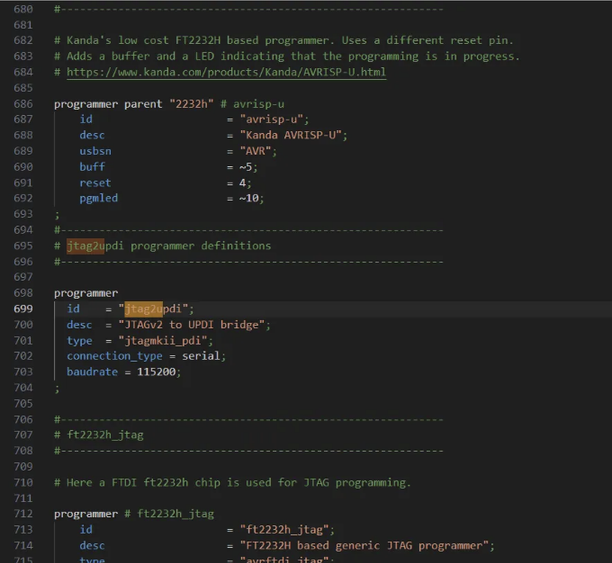 680 #---------------------------------------------------------------
681
682 # Kanda's low cost FT2232H based programmer. Uses a different reset pin.
683 # Adds a buffer and a LED indicating that the programming is in progress.
684 # https://www.kanda.com/products/Kanda/AVRISP-U.html
685
686 programmer parent "2232h" # avrisp-u
687     id                     = "avrisp-u";
688     desc                   = "Kanda AVRISP-U";
689     usbsn                  = "AVR";
690     buff                   = ~5;
691     reset                  = 4;
692     pgmled                 = ~10;
693 ;
694 #---------------------------------------------------------------
695 # jtag2updi programmer definitions
696 #---------------------------------------------------------------
697
698 programmer
699   id    = "jtag2updi";
700   desc  = "JTAGv2 to UPDI bridge";
701   type  = "jtagmkii_pdi";
702   connection_type = serial;
703   baudrate = 115200;
704 ;
705
706 #---------------------------------------------------------------
707 # ft2232h_jtag
708 #---------------------------------------------------------------
709
710 # Here a FTDI ft2232h chip is used for JTAG programming.
711
712 programmer # ft2232h_jtag
713     id                     = "ft2232h_jtag";
714     desc                   = "FT2232H based generic JTAG programmer";
715     type                   = "avrftdi_jtag";